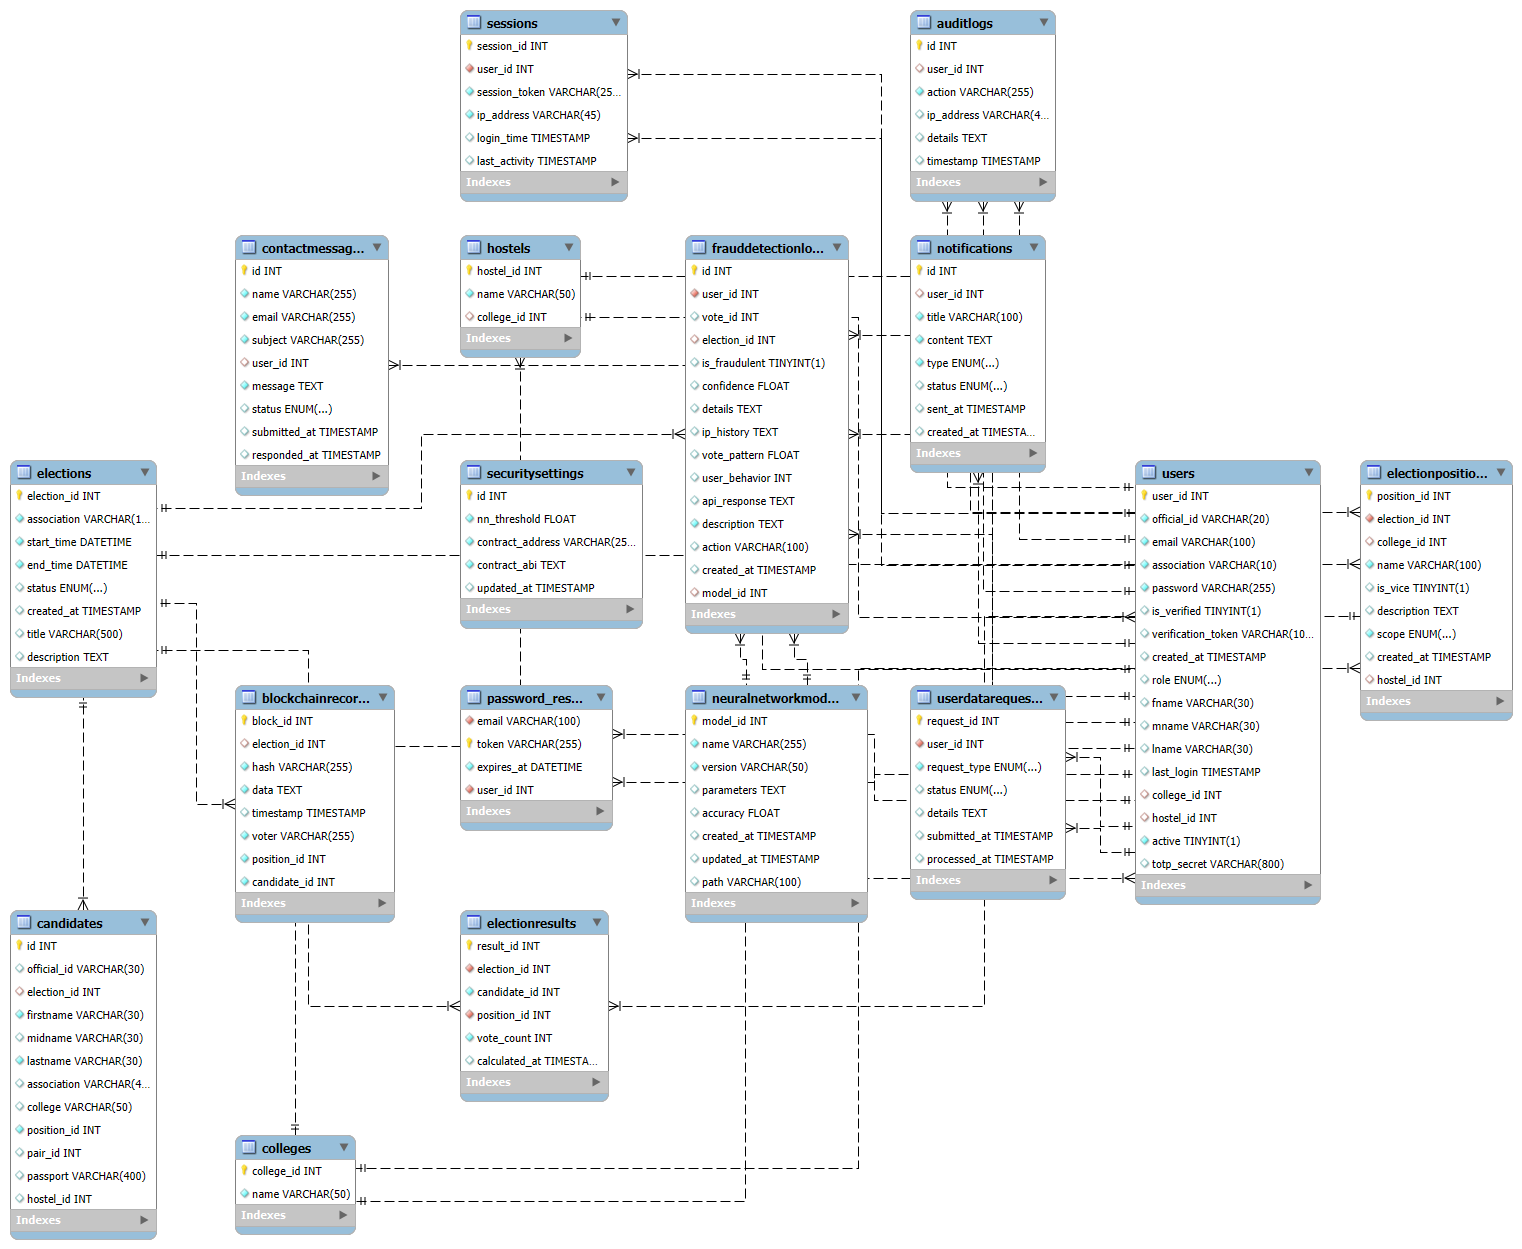 sessions
session_id INT
user_id INT
session_token VARCHAR(25...
ip_address VARCHAR(45)
login_time TIMESTAMP
last_activity TIMESTAMP
Indexes
auditlogs
id INT
user_id INT
action VARCHAR(255)
ip_address VARCHAR(4...
details TEXT
timestamp TIMESTAMP
Indexes
contactmessag...
id INT
name VARCHAR(255)
email VARCHAR(255)
subject VARCHAR(255)
user_id INT
message TEXT
status ENUM(...)
submitted_at TIMESTAMP
responded_at TIMESTAMP
Indexes
hostels
hostel_id INT
name VARCHAR(50)
college_id INT
Indexes
frauddetectionlo...
id INT
user_id INT
vote_id INT
election_id INT
is_fraudulent TINYINT(1)
confidence FLOAT
details TEXT
ip_history TEXT
vote_pattern FLOAT
user_behavior INT
api_response TEXT
description TEXT
action VARCHAR(100)
created_at TIMESTAMP
model_id INT
Indexes
notifications
id INT
user_id INT
title VARCHAR(100)
content TEXT
type ENUM(...)
status ENUM(...)
sent_at TIMESTAMP
created_at TIMESTA...
Indexes
elections
election_id INT
association VARCHAR(1...
start_time DATETIME
end_time DATETIME
status ENUM(...)
created_at TIMESTAMP
title VARCHAR(500)
description TEXT
Indexes
securitysettings
id INT
nn_threshold FLOAT
contract_address VARCHAR(25...
contract_abi TEXT
updated_at TIMESTAMP
Indexes
users
user_id INT
official_id VARCHAR(20)
email VARCHAR(100)
association VARCHAR(10)
password VARCHAR(255)
is_verified TINYINT(1)
verification_token VARCHAR(10...
created_at TIMESTAMP
role ENUM(...)
fname VARCHAR(30)
mname VARCHAR(30)
lname VARCHAR(30)
last_login TIMESTAMP
college_id INT
hostel_id INT
active TINYINT(1)
totp_secret VARCHAR(800)
Indexes
electionpositio...
position_id INT
election_id INT
college_id INT
name VARCHAR(100)
is_vice TINYINT(1)
description TEXT
scope ENUM(...)
created_at TIMESTAMP
hostel_id INT
Indexes
blockchainrecor...
block_id INT
election_id INT
hash VARCHAR(255)
data TEXT
timestamp TIMESTAMP
voter VARCHAR(255)
position_id INT
candidate_id INT
Indexes
password_res...
email VARCHAR(100)
token VARCHAR(255)
expires_at DATETIME
user_id INT
Indexes
neuralnetworkmod...
model_id INT
name VARCHAR(255)
version VARCHAR(50)
parameters TEXT
accuracy FLOAT
created_at TIMESTAMP
updated_at TIMESTAMP
path VARCHAR(100)
Indexes
userdatareques...
request_id INT
user_id INT
request_type ENUM(...)
status ENUM(...)
details TEXT
submitted_at TIMESTAMP
processed_at TIMESTAMP
Indexes
candidates
id INT
official_id VARCHAR(30)
election_id INT
firstname VARCHAR(30)
midname VARCHAR(30)
lastname VARCHAR(30)
association VARCHAR(4...
college VARCHAR(50)
position_id INT
pair_id INT
passport VARCHAR(400)
hostel_id INT
Indexes
electionresults
result_id INT
election_id INT
candidate_id INT
position_id INT
vote_count INT
calculated_at TIMESTA...
Indexes
colleges
college_id INT
name VARCHAR(50)
Indexes